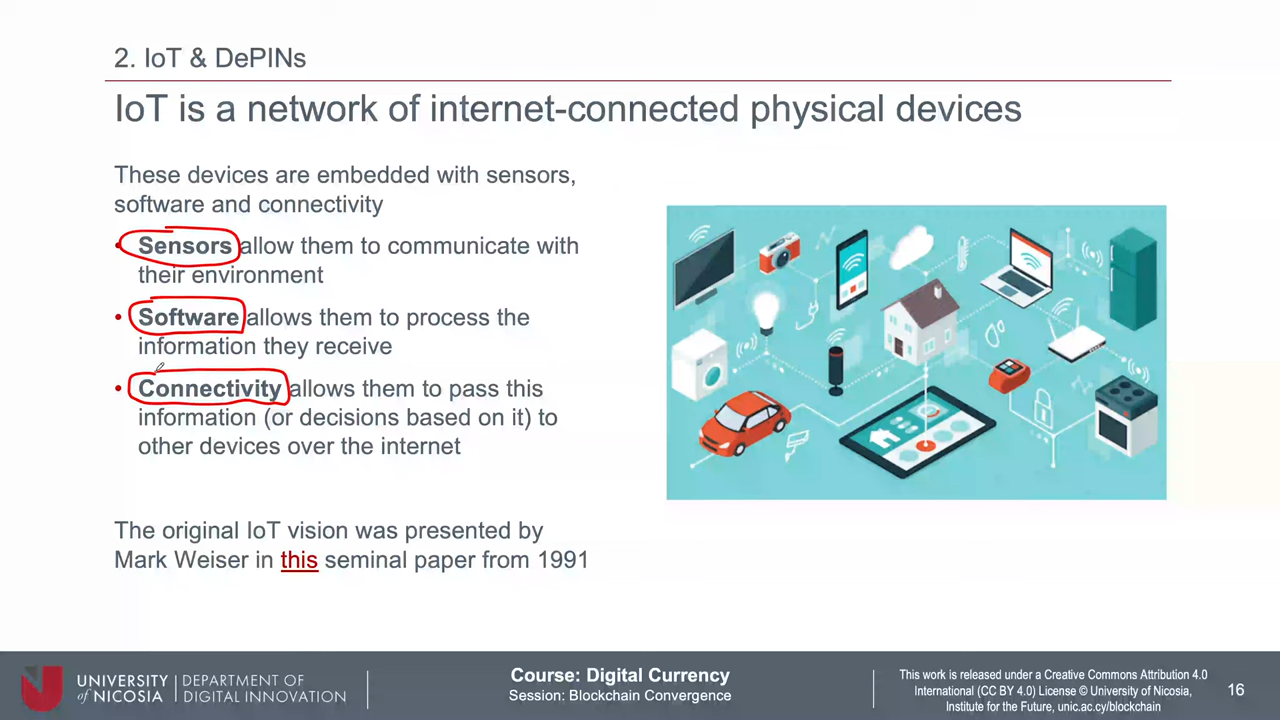 2. IoT & DePINs
IoT is a network of internet-connected physical devices
These devices are embedded with sensors,
software and connectivity
• Sensors allow them to communicate with
their environment
• Software allows them to process the
information they receive
• Connectivity allows them to pass this
information (or decisions based on it) to
other devices over the internet
The original IoT vision was presented by
Mark Weiser in this seminal paper from 1991
UNIVERSITY
of NICOSIA
DEPARTMENT OF
DIGITAL INNOVATION
Course: Digital Currency
Session: Blockchain Convergence
This work is released under a Creative Commons Attribution 4.0
International (CC BY 4.0) License © University of Nicosia,
Institute for the Future, unic.ac.cy/blockchain
16